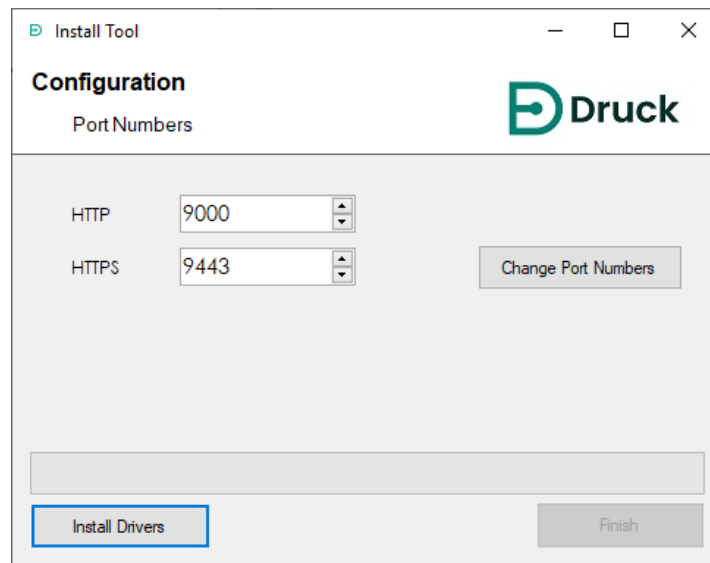 Install Tool
Configuration
Port Numbers
Druck
HTTP 9000
HTTPS 9443
Change Port Numbers
Install Drivers
Finish